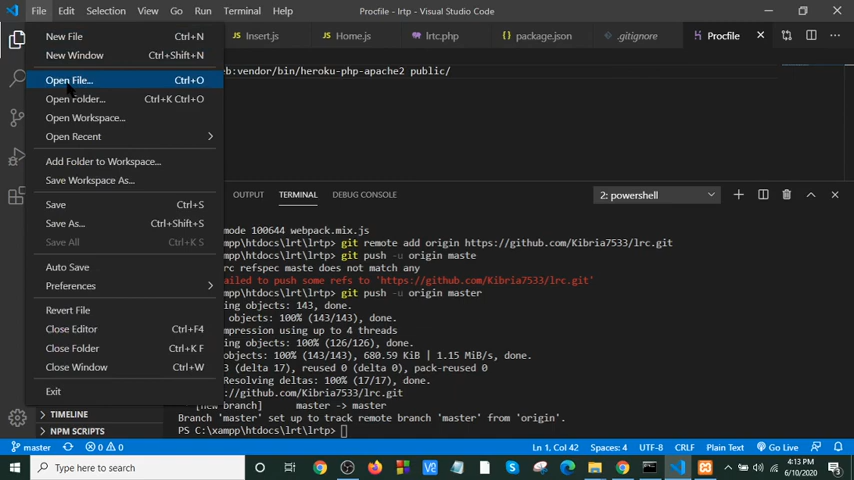 File Edit Selection View Go Run Terminal Help Procfile - lrtp - Visual Studio Code
Insert.js Home.js lrtc.php package.json .gitignore Procfile
New File Ctrl+N
New Window Ctrl+Shift+N
Open File... Ctrl+O
Open Folder... Ctrl+K Ctrl+O
Open Workspace...
Open Recent
Add Folder to Workspace...
Save Workspace As...
Save Ctrl+S
Save As... Ctrl+Shift+S
Save All Ctrl+K S
Auto Save
Preferences
Revert File
Close Editor Ctrl+F4
Close Folder Ctrl+K F
Close Window Ctrl+W
Exit
eb:vendor/bin/heroku-php-apache2 public/
OUTPUT TERMINAL DEBUG CONSOLE 2: powershell
mode 100644 webpack.mix.js
mpp\htdocs\lrt\lrtp> git remote add origin https://github.com/Kibria7533/lrc.git
mpp\htdocs\lrt\lrtp> git push -u origin maste
rc refspec maste does not match any
ailed to push some refs to 'https://github.com/Kibria7533/lrc.git'
mpp\htdocs\lrt\lrtp> git push -u origin master
ing objects: 143, done.
objects: 100% (143/143), done.
mpression using up to 4 threads
objects: 100% (126/126), done.
objects: 100% (143/143), 680.59 KiB | 1.15 MiB/s, done.
3 (delta 17), reused 0 (delta 0), pack-reused 0
Resolving deltas: 100% (17/17), done.
://github.com/Kibria7533/lrc.git
[new branch] master -> master
Branch 'master' set up to track remote branch 'master' from 'origin'.
PS C:\xampp\htdocs\lrt\lrtp>
TIMELINE
NPM SCRIPTS
master 0 0 Ln 1, Col 42 Spaces: 4 UTF-8 CRLF Plain Text Go Live
Type here to search
4:13 PM
6/10/2020